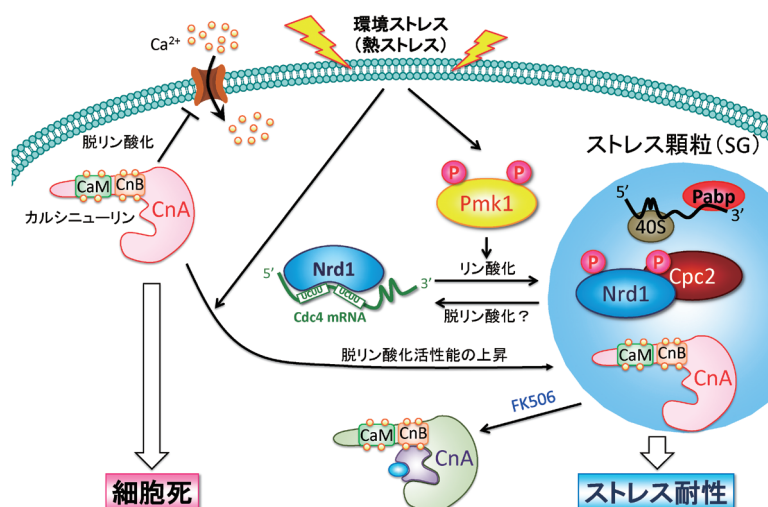 環境ストレス
(熱ストレス)
Ca²⁺
脱リン酸化
CaM
CnB
CnA
カルシニューリン
P
P
Pmk1
リン酸化
Nrd1
5′
3′
UCUU
UCUU
Cdc4 mRNA
脱リン酸化？
ストレス顆粒(SG)
5′
Pabp
3′
40S
P
P
Cpc2
Nrd1
CaM
CnB
CnA
脱リン酸化活性能の上昇
FK506
CaM
CnB
CnA
細胞死
ストレス耐性